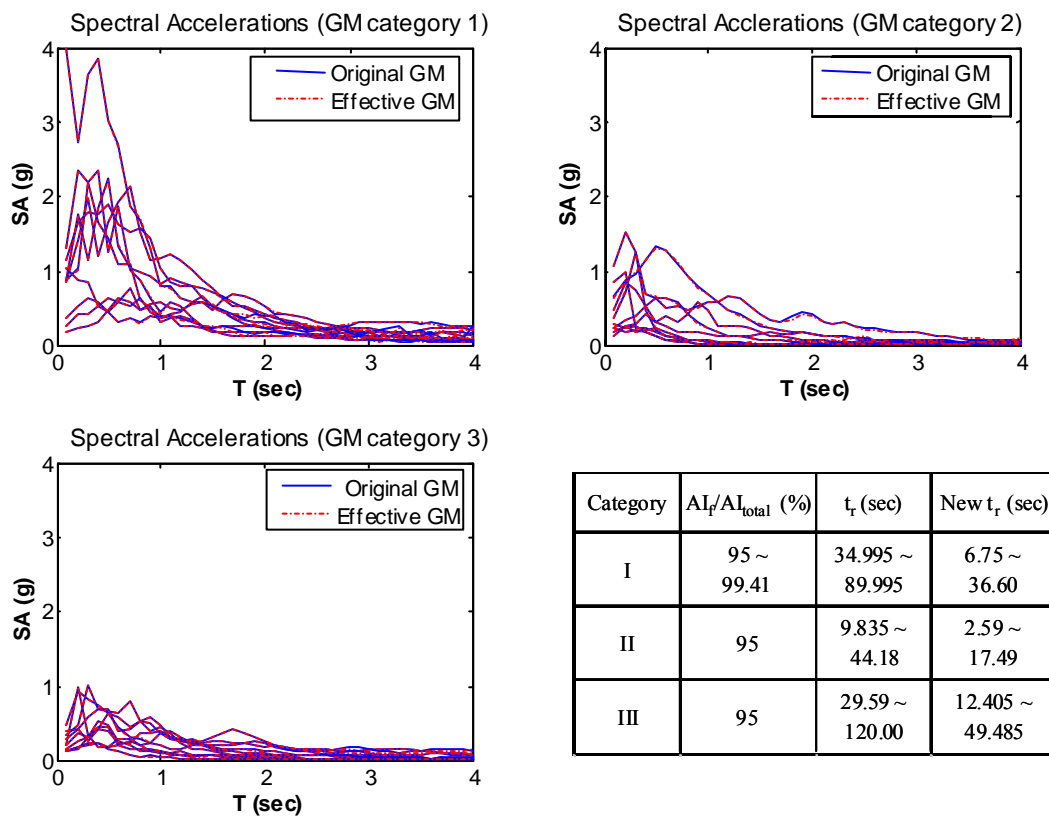 Spectral Accelerations (GM category 1)
4
3
2
1
0
SA (g)
Original GM
Effective GM
0 1 2 3 4
T (sec)
Spectral Acclerations (GM category 2)
4
3
2
1
0
SA (g)
Original GM
Effective GM
0 1 2 3 4
T (sec)
Spectral Accelerations (GM category 3)
4
3
2
1
0
SA (g)
Original GM
Effective GM
0 1 2 3 4
T (sec)
Category AIf/AItotal (%) tr (sec) New tr (sec)
I 95 ~ 99.41 34.995 ~ 89.995 6.75 ~ 36.60
II 95 9.835 ~ 44.18 2.59 ~ 17.49
III 95 29.59 ~ 120.00 12.405 ~ 49.485